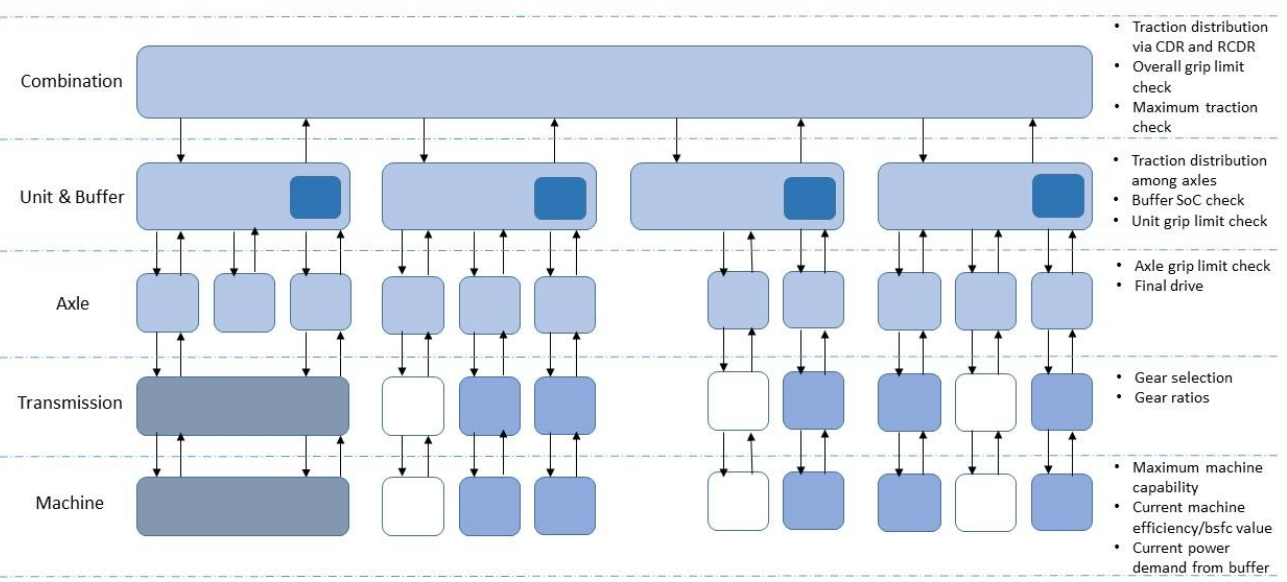 Combination
• Traction distribution
via CDR and RCDR
• Overall grip limit
check
• Maximum traction
check
Unit & Buffer
• Traction distribution
among axles
• Buffer SoC check
• Unit grip limit check
Axle
• Axle grip limit check
• Final drive
Transmission
• Gear selection
• Gear ratios
Machine
• Maximum machine
capability
• Current machine
efficiency/bsfc value
• Current power
demand from buffer